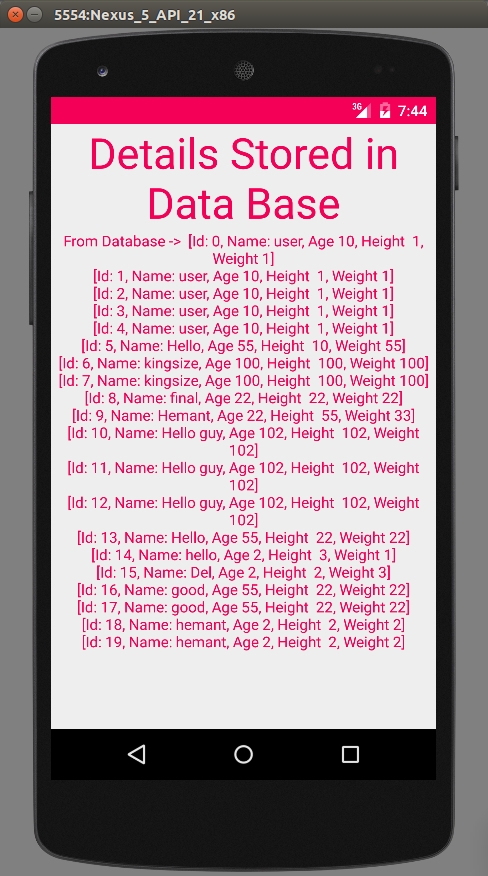 5554:Nexus_5_API_21_x86
3G 7:44
Details Stored in
Data Base
From Database -> [Id: 0, Name: user, Age 10, Height  1,
Weight 1]
[Id: 1, Name: user, Age 10, Height  1, Weight 1]
[Id: 2, Name: user, Age 10, Height  1, Weight 1]
[Id: 3, Name: user, Age 10, Height  1, Weight 1]
[Id: 4, Name: user, Age 10, Height  1, Weight 1]
[Id: 5, Name: Hello, Age 55, Height  10, Weight 55]
[Id: 6, Name: kingsize, Age 100, Height  100, Weight 100]
[Id: 7, Name: kingsize, Age 100, Height  100, Weight 100]
[Id: 8, Name: final, Age 22, Height  22, Weight 22]
[Id: 9, Name: Hemant, Age 22, Height  55, Weight 33]
[Id: 10, Name: Hello guy, Age 102, Height  102, Weight
102]
[Id: 11, Name: Hello guy, Age 102, Height  102, Weight
102]
[Id: 12, Name: Hello guy, Age 102, Height  102, Weight
102]
[Id: 13, Name: Hello, Age 55, Height  22, Weight 22]
[Id: 14, Name: hello, Age 2, Height  3, Weight 1]
[Id: 15, Name: Del, Age 2, Height  2, Weight 3]
[Id: 16, Name: good, Age 55, Height  22, Weight 22]
[Id: 17, Name: good, Age 55, Height  22, Weight 22]
[Id: 18, Name: hemant, Age 2, Height  2, Weight 2]
[Id: 19, Name: hemant, Age 2, Height  2, Weight 2]